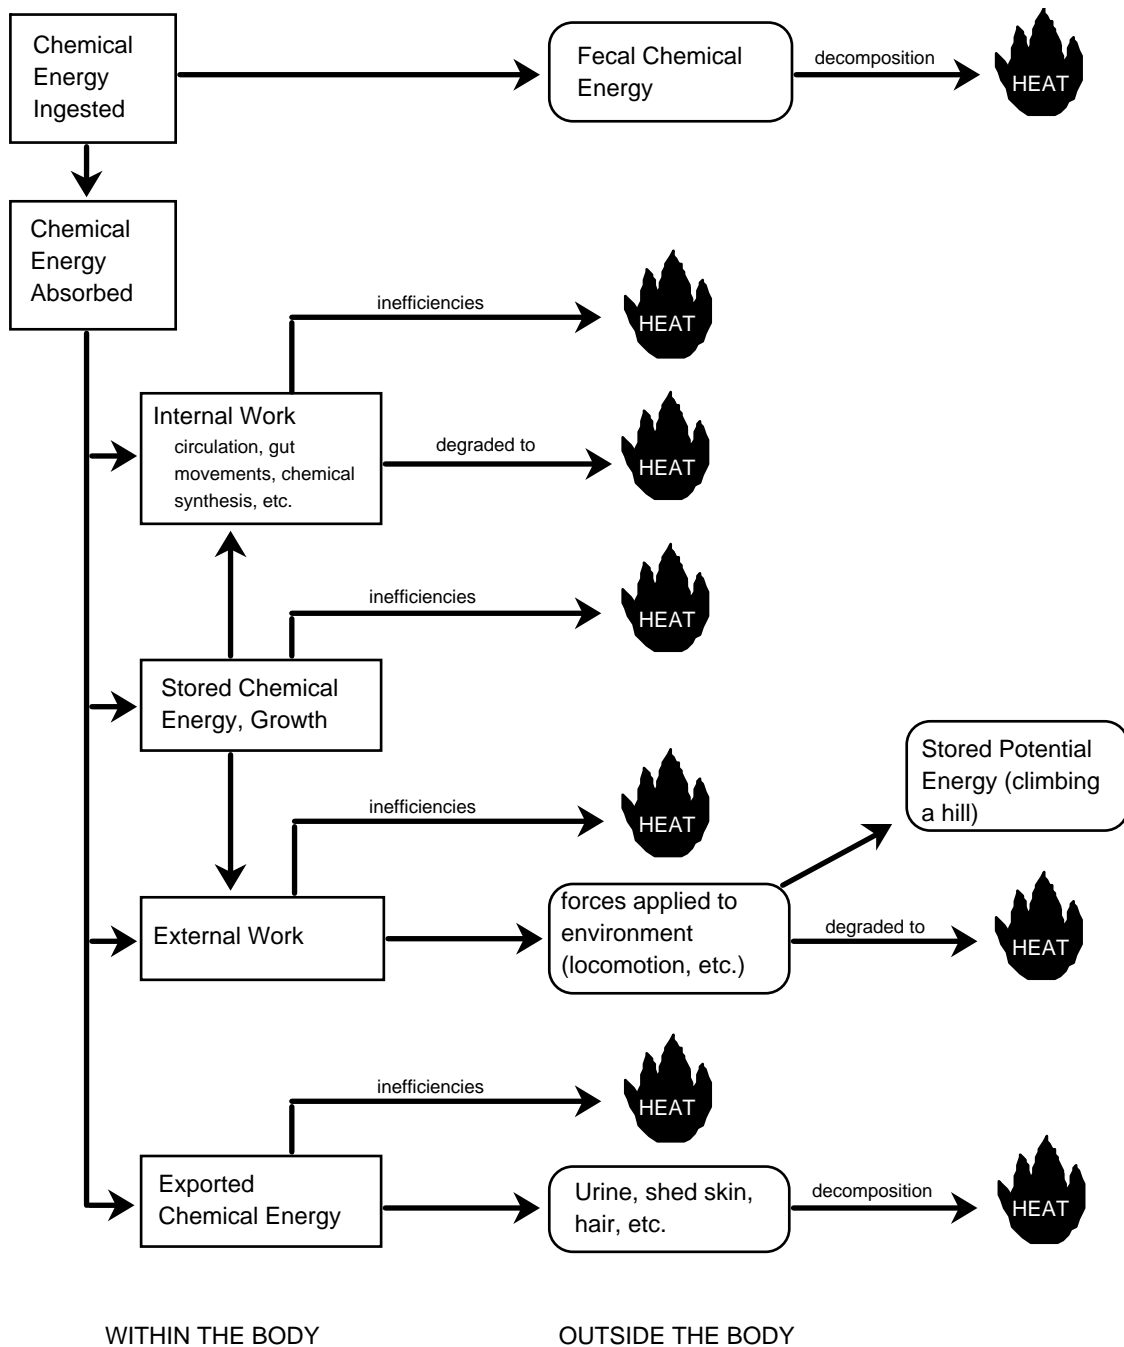 Chemical
Energy
Ingested
Fecal Chemical
Energy
decomposition
HEAT
Chemical
Energy
Absorbed
inefficiencies
HEAT
Internal Work
circulation, gut
movements, chemical
synthesis, etc.
degraded to
HEAT
inefficiencies
HEAT
Stored Chemical
Energy, Growth
Stored Potential
Energy (climbing
a hill)
inefficiencies
HEAT
External Work
forces applied to
environment
(locomotion, etc.)
degraded to
HEAT
inefficiencies
HEAT
Exported
Chemical Energy
Urine, shed skin,
hair, etc.
decomposition
HEAT
WITHIN THE BODY
OUTSIDE THE BODY